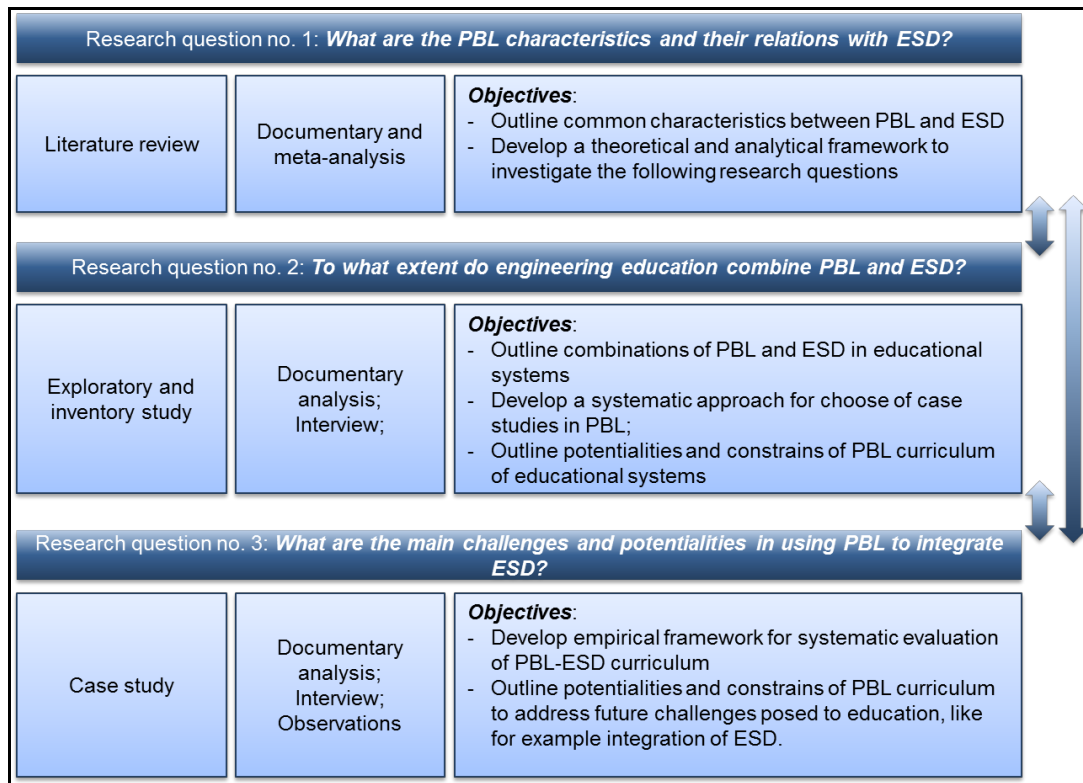 Research question no. 1: What are the PBL characteristics and their relations with ESD?
Literature review
Documentary and
meta-analysis
Objectives:
- Outline common characteristics between PBL and ESD
- Develop a theoretical and analytical framework to
investigate the following research questions
Research question no. 2: To what extent do engineering education combine PBL and ESD?
Exploratory and
inventory study
Documentary
analysis;
Interview;
Objectives:
- Outline combinations of PBL and ESD in educational
systems
- Develop a systematic approach for choose of case
studies in PBL;
- Outline potentialities and constrains of PBL curriculum
of educational systems
Research question no. 3: What are the main challenges and potentialities in using PBL to integrate
ESD?
Case study
Documentary
analysis;
Interview;
Observations
Objectives:
- Develop empirical framework for systematic evaluation
of PBL-ESD curriculum
- Outline potentialities and constrains of PBL curriculum
to address future challenges posed to education, like
for example integration of ESD.